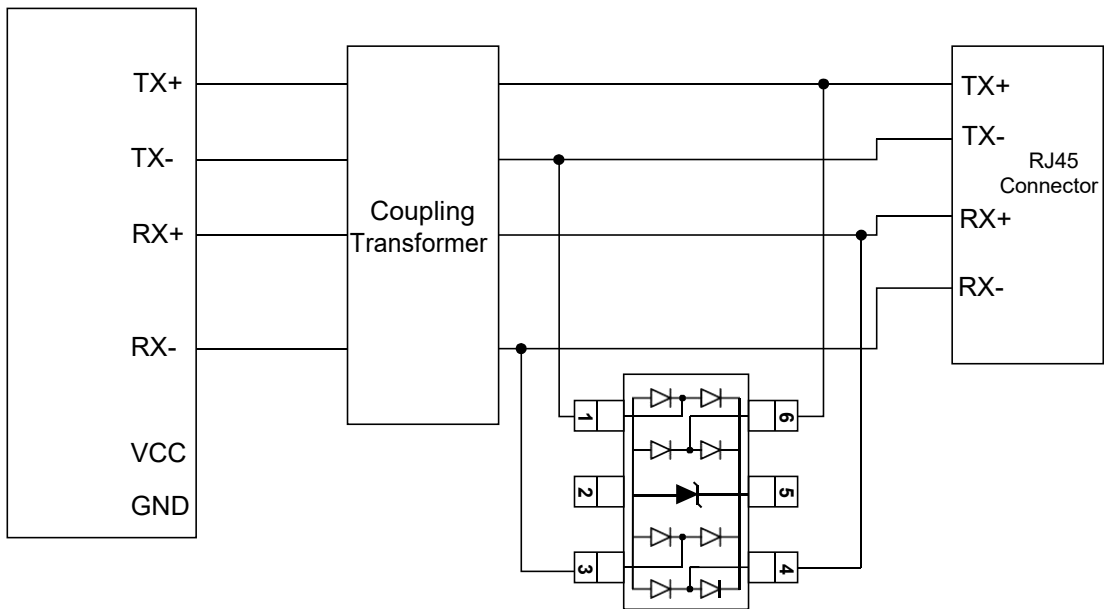 TX+
TX-
RX+
RX-
VCC
GND
Coupling
Transformer
TX+
TX-
RJ45
Connector
RX+
RX-
1
2
3
6
5
4